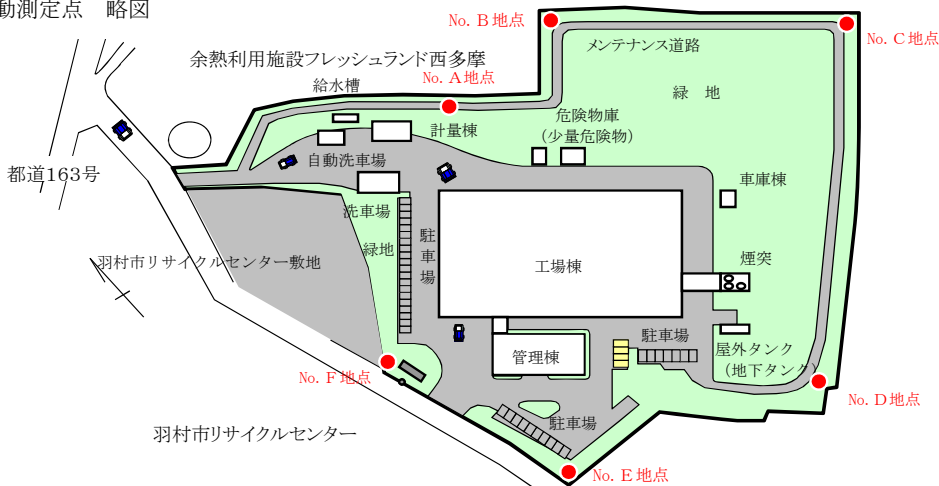 動測定点 略図
No. B 地点
No. C 地点
メンテナンス道路
余熱利用施設フレッシュランド西多摩
No. A 地点
給水槽
緑 地
危険物庫
(少量危険物)
計量棟
自動洗車場
都道163号
車庫棟
洗車場
駐車場
緑地
羽村市リサイクルセンター敷地
工場棟
煙突
駐車場
管理棟
屋外タンク
(地下タンク)
No. F 地点
No. D 地点
駐車場
羽村市リサイクルセンター
No. E 地点